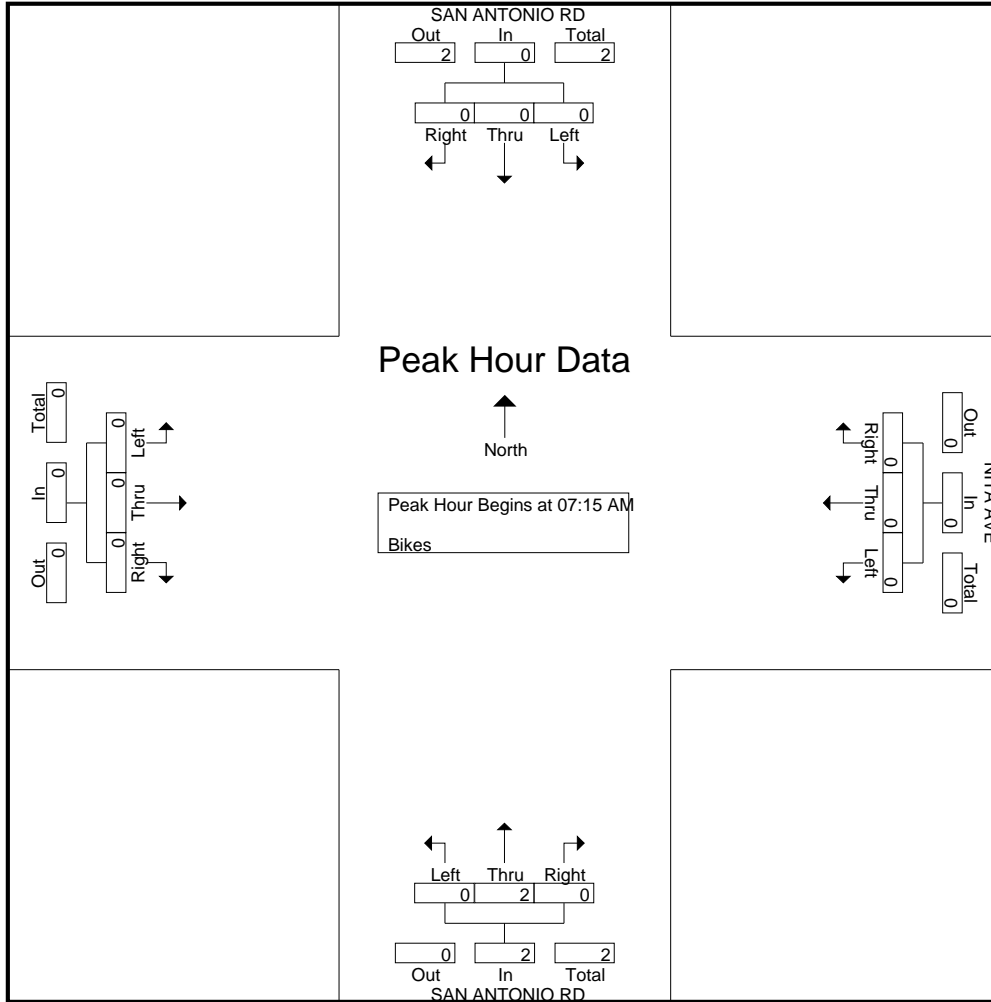 SAN ANTONIO RD
Out In Total
2 0 2
0 0 0
Right Thru Left
Peak Hour Data
North
Peak Hour Begins at 07:15 AM
Bikes
Total In Out
0 0 0
0 0 0
Left Thru Right
Right Thru Left
0 0 0
Out In Total
0 0 0
Left Thru Right
0 2 0
0 2 2
Out In Total
SAN ANTONIO RD